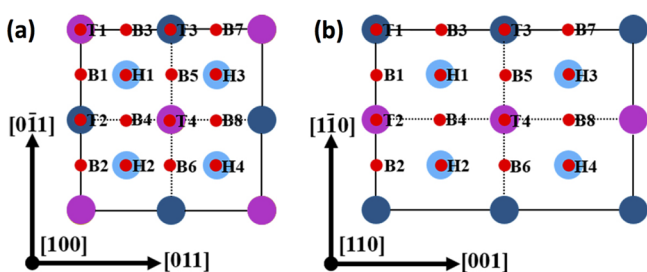 (a)
T1 B3 T3 B7
B1 H1 B5 H3
T2 B4 T4 B8
B2 H2 B6 H4
[01̄1]
[100]
[011]
(b)
T1 B3 T3 B7
B1 H1 B5 H3
T2 B4 T4 B8
B2 H2 B6 H4
[11̄0]
[110]
[001]